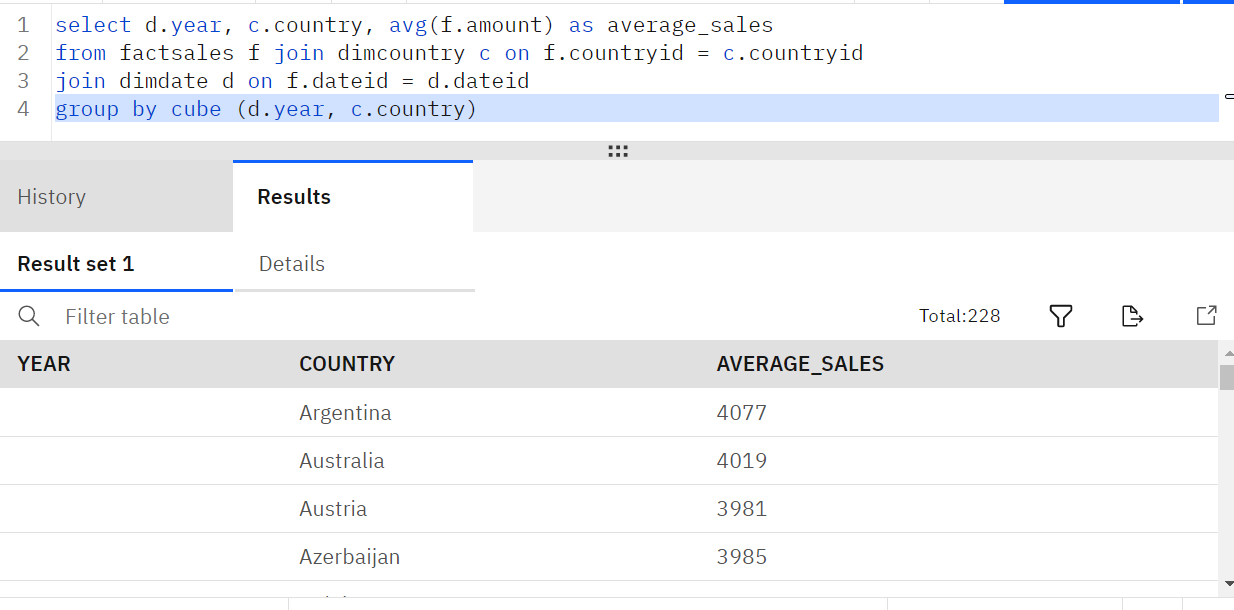 1 select d.year, c.country, avg(f.amount) as average_sales
2 from factsales f join dimcountry c on f.countryid = c.countryid
3 join dimdate d on f.dateid = d.dateid
4 group by cube (d.year, c.country)
History Results
Result set 1 Details
Filter table Total:228
YEAR COUNTRY AVERAGE_SALES
Argentina 4077
Australia 4019
Austria 3981
Azerbaijan 3985